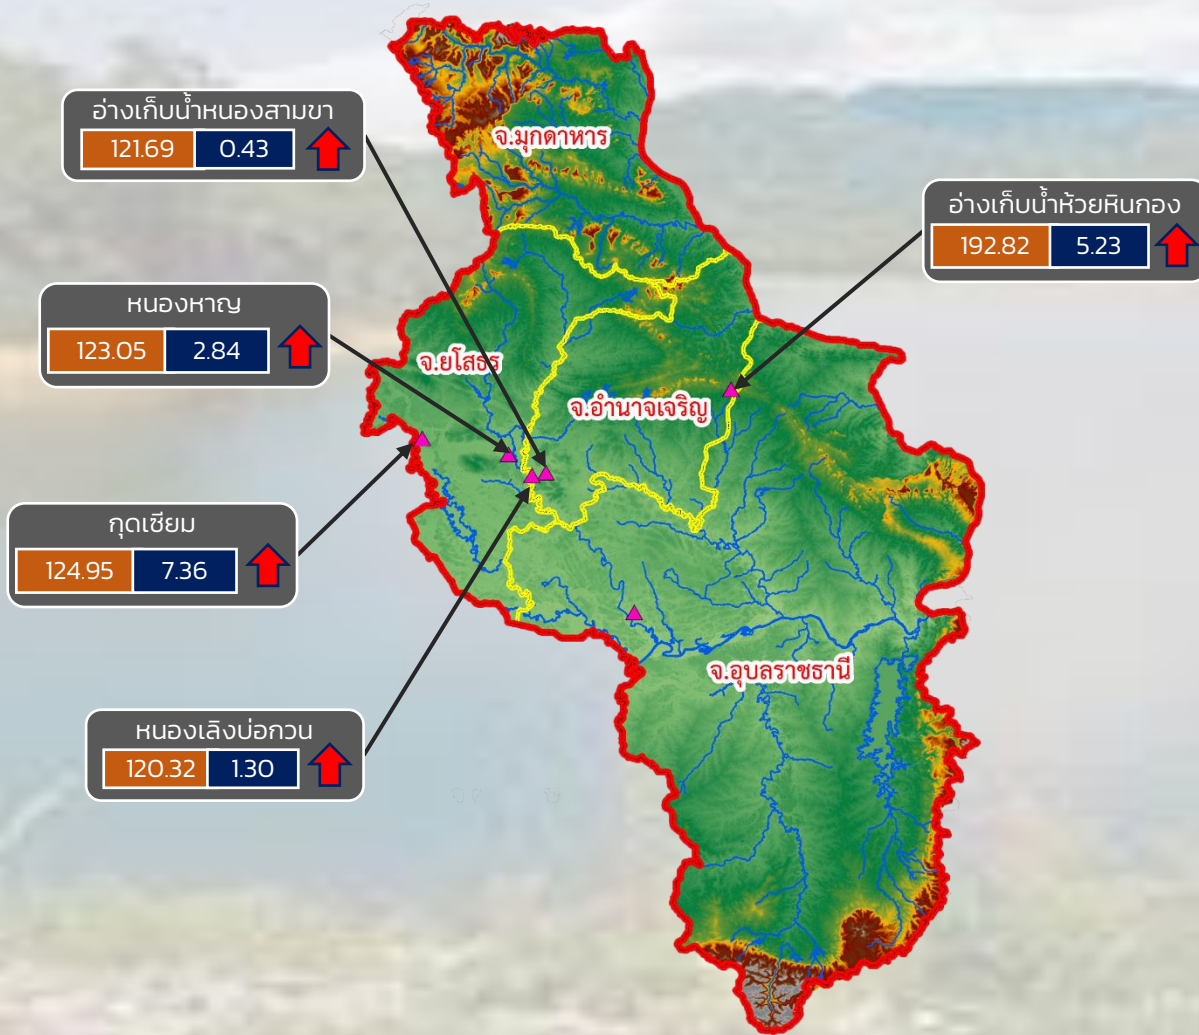 อ่างเก็บน้ำหนองสามขา
121.69 0.43
จ.มุกดาหาร
อ่างเก็บน้ำห้วยหินกอง
192.82 5.23
หนองหาญ
123.05 2.84
จ.ยโสธร
จ.อำนาจเจริญ
กุดเซียม
124.95 7.36
จ.อุบลราชธานี
หนองเลิงบ่อกวน
120.32 1.30